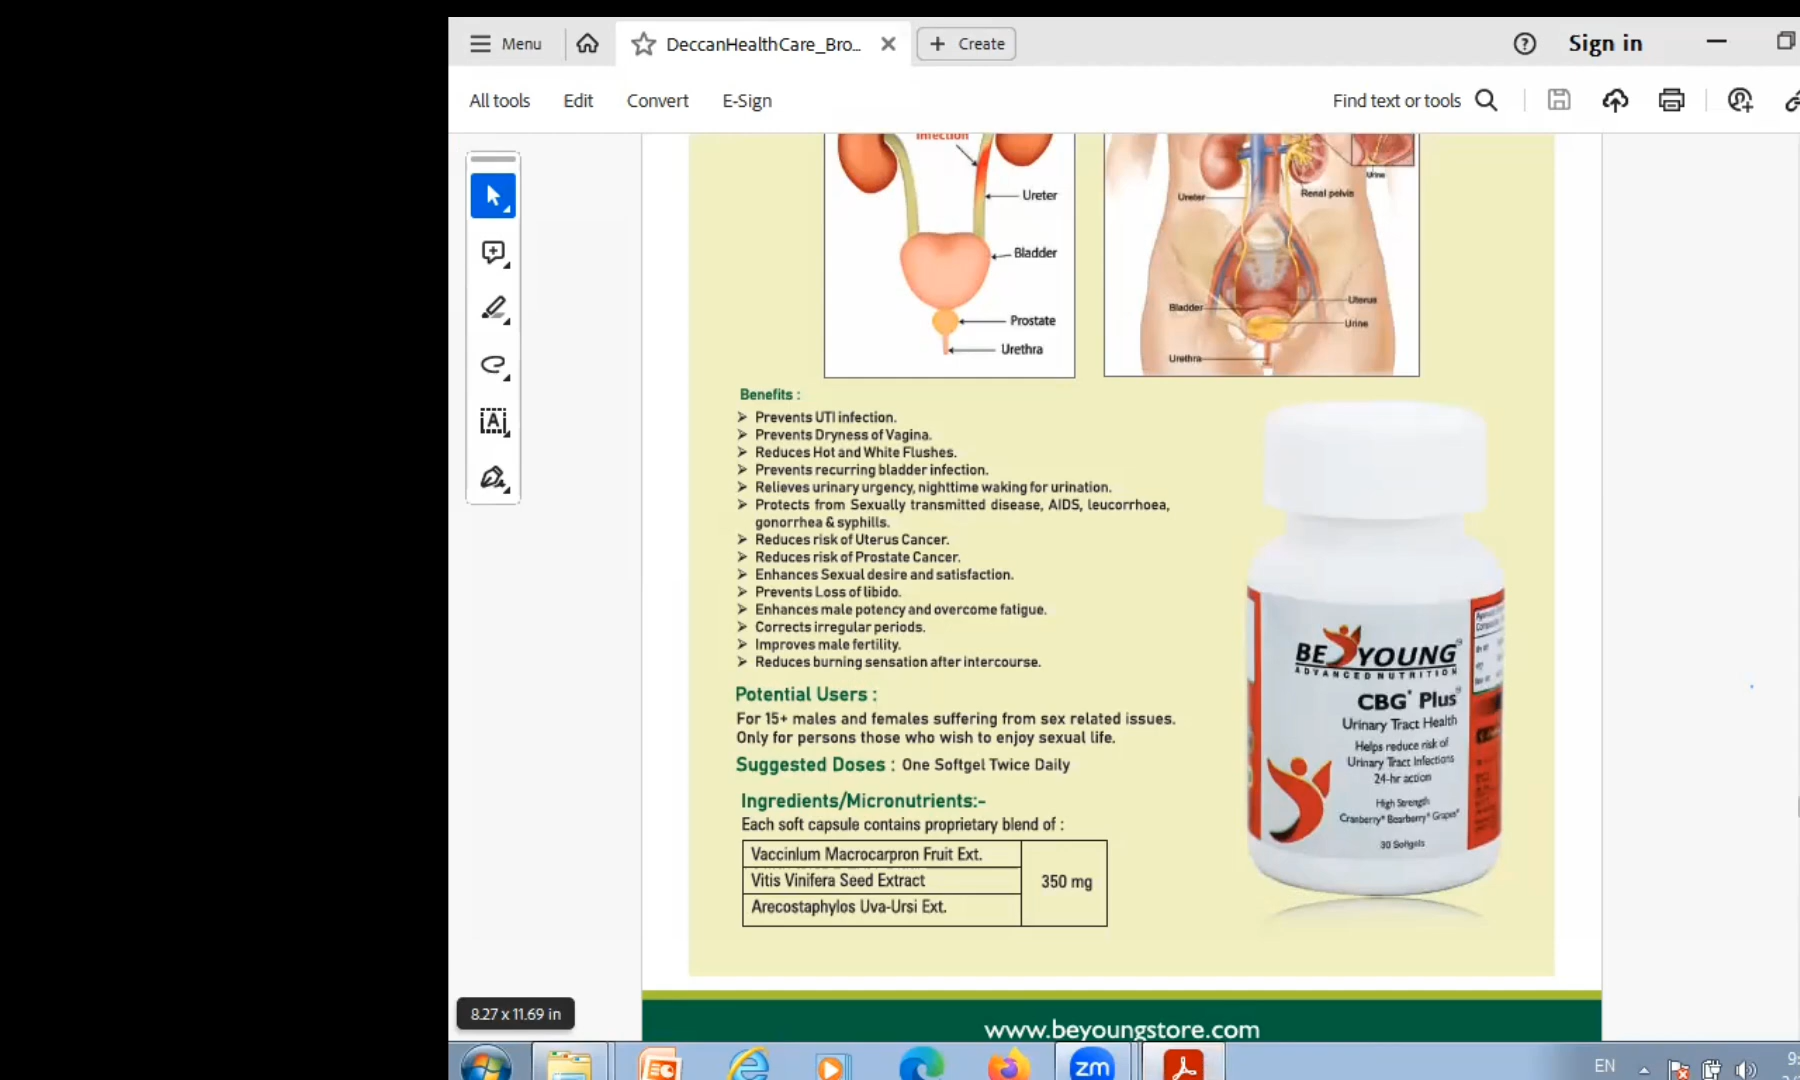 Menu
DeccanHealthCare_Bro...
Create
Sign in
All tools
Edit
Convert
E-Sign
Find text or tools
Infection
Ureter
Bladder
Prostate
Urethra
Urine
Ureter
Renal pelvis
Bladder
Uterus
Urine
Urethra
Benefits :
➢ Prevents UTI infection.
➢ Prevents Dryness of Vagina.
➢ Reduces Hot and White Flushes.
➢ Prevents recurring bladder infection.
➢ Relieves urinary urgency, nighttime waking for urination.
➢ Protects from Sexually transmitted disease, AIDS, leucorrhoea,
gonorrhea & syphills.
➢ Reduces risk of Uterus Cancer.
➢ Reduces risk of Prostate Cancer.
➢ Enhances Sexual desire and satisfaction.
➢ Prevents Loss of libido.
➢ Enhances male potency and overcome fatigue.
➢ Corrects irregular periods.
➢ Improves male fertility.
➢ Reduces burning sensation after intercourse.
Potential Users :
For 15+ males and females suffering from sex related issues.
Only for persons those who wish to enjoy sexual life.
Suggested Doses : One Softgel Twice Daily
Ingredients/Micronutrients:-
Each soft capsule contains proprietary blend of :
Vaccinlum Macrocarpron Fruit Ext.
Vitis Vinifera Seed Extract
350 mg
Arecostaphylos Uva-Ursi Ext.
BE YOUNG
ADVANCED NUTRITION
CBG* Plus
Urinary Tract Health
Helps reduce risk of
Urinary Tract Infections
24-hr action
High Strength
Cranberry* Bearberry* Grapes*
30 Softgels
8.27 x 11.69 in
www.beyoungstore.com
zm
EN